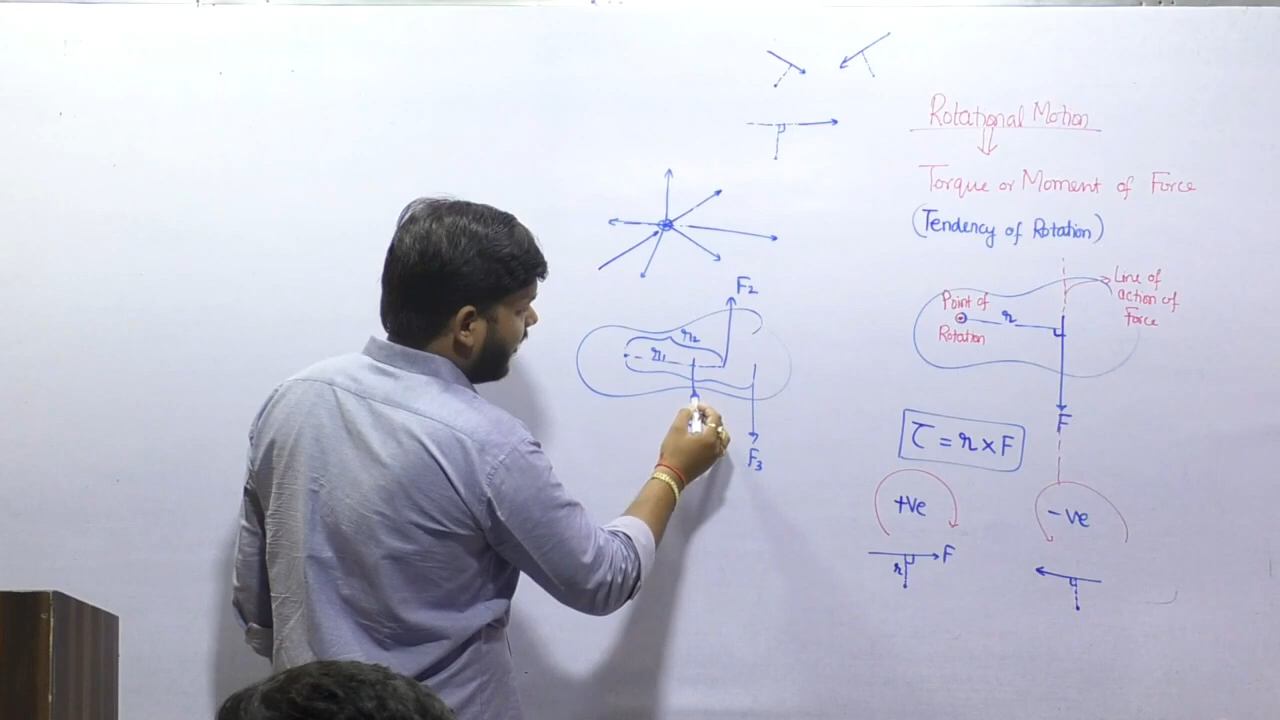 Rotational Motion
Torque or Moment of Force
(Tendency of Rotation)
Line of
action of
Force
Point of
Rotation
r
F
τ = r × F
+ve
F
r
-ve
F2
r2
r1
F3